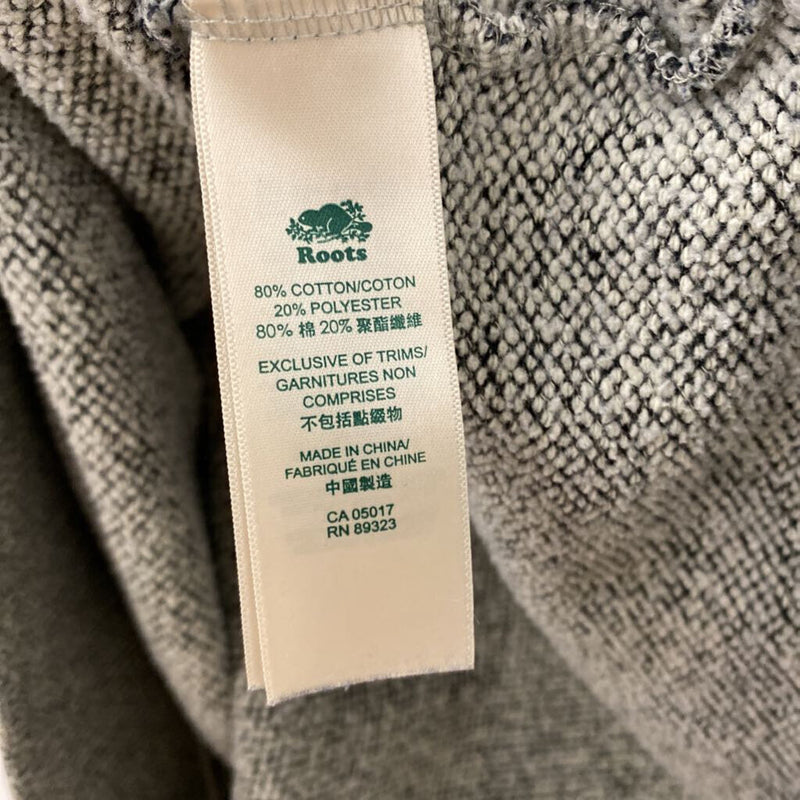 Roots
80% COTTON/COTON
20% POLYESTER
80% 棉 20% 聚酯纖維
EXCLUSIVE OF TRIMS/
GARNITURES NON
COMPRISES
不包括點綴物
MADE IN CHINA/
FABRIQUÉ EN CHINE
中國製造
CA 05017
RN 89323